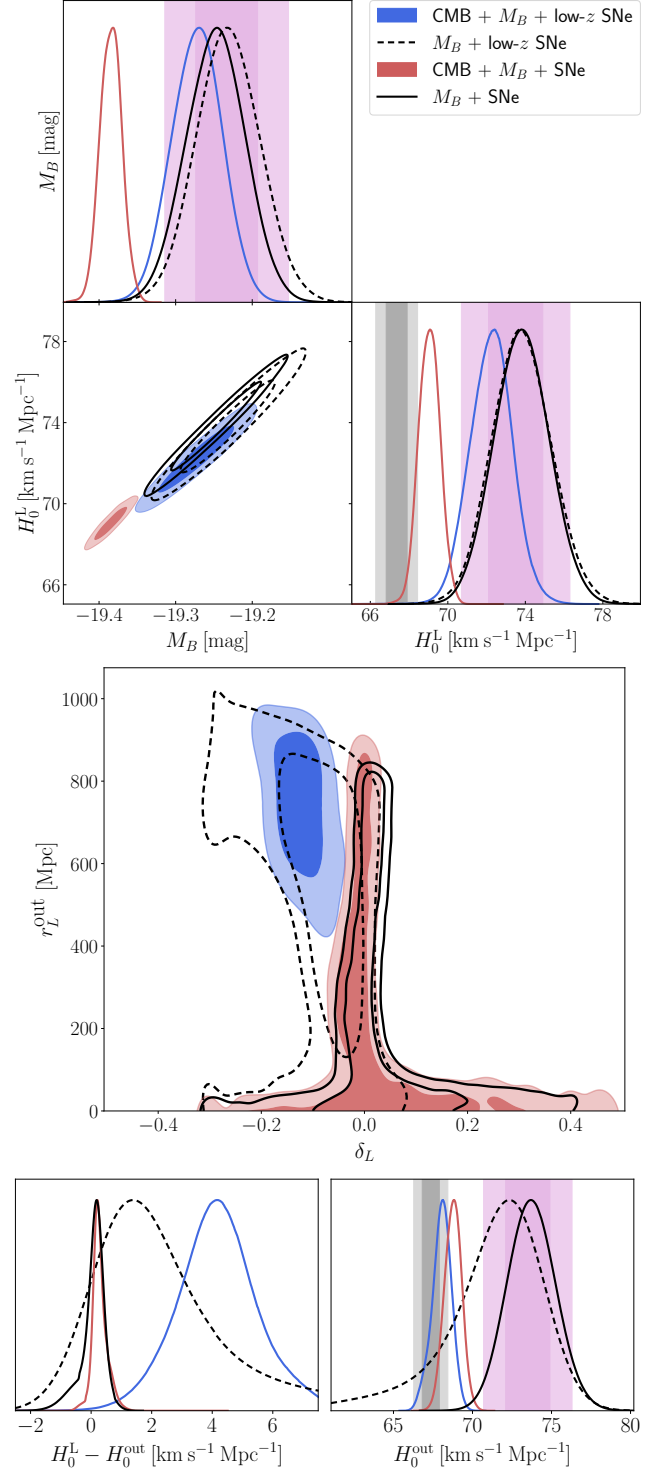 M_B [mag]
CMB + M_B + low-z SNe
M_B + low-z SNe
CMB + M_B + SNe
M_B + SNe
78
74
70
66
H_0^L [km s⁻¹ Mpc⁻¹]
−19.4 −19.3 −19.2
M_B [mag]
66 70 74 78
H_0^L [km s⁻¹ Mpc⁻¹]
1000
800
600
400
200
0
r_L^out [Mpc]
−0.4 −0.2 0.0 0.2 0.4
δ_L
−2 0 2 4 6
H_0^L − H_0^out [km s⁻¹ Mpc⁻¹]
65 70 75 80
H_0^out [km s⁻¹ Mpc⁻¹]